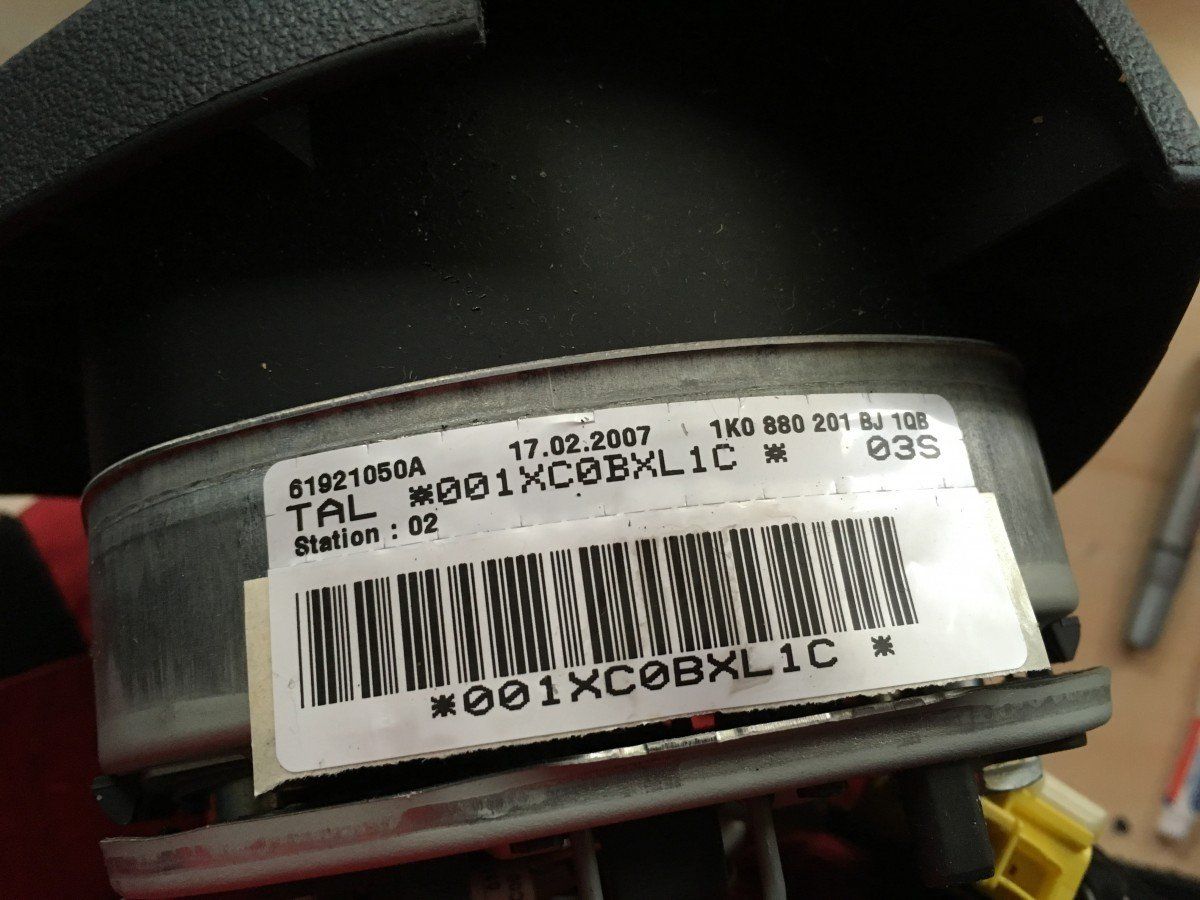 61921050A 17.02.2007 1K0 880 201 BJ 1QB
TAL *001XC0BXL1C * 03S
Station : 02
*001XC0BXL1C *